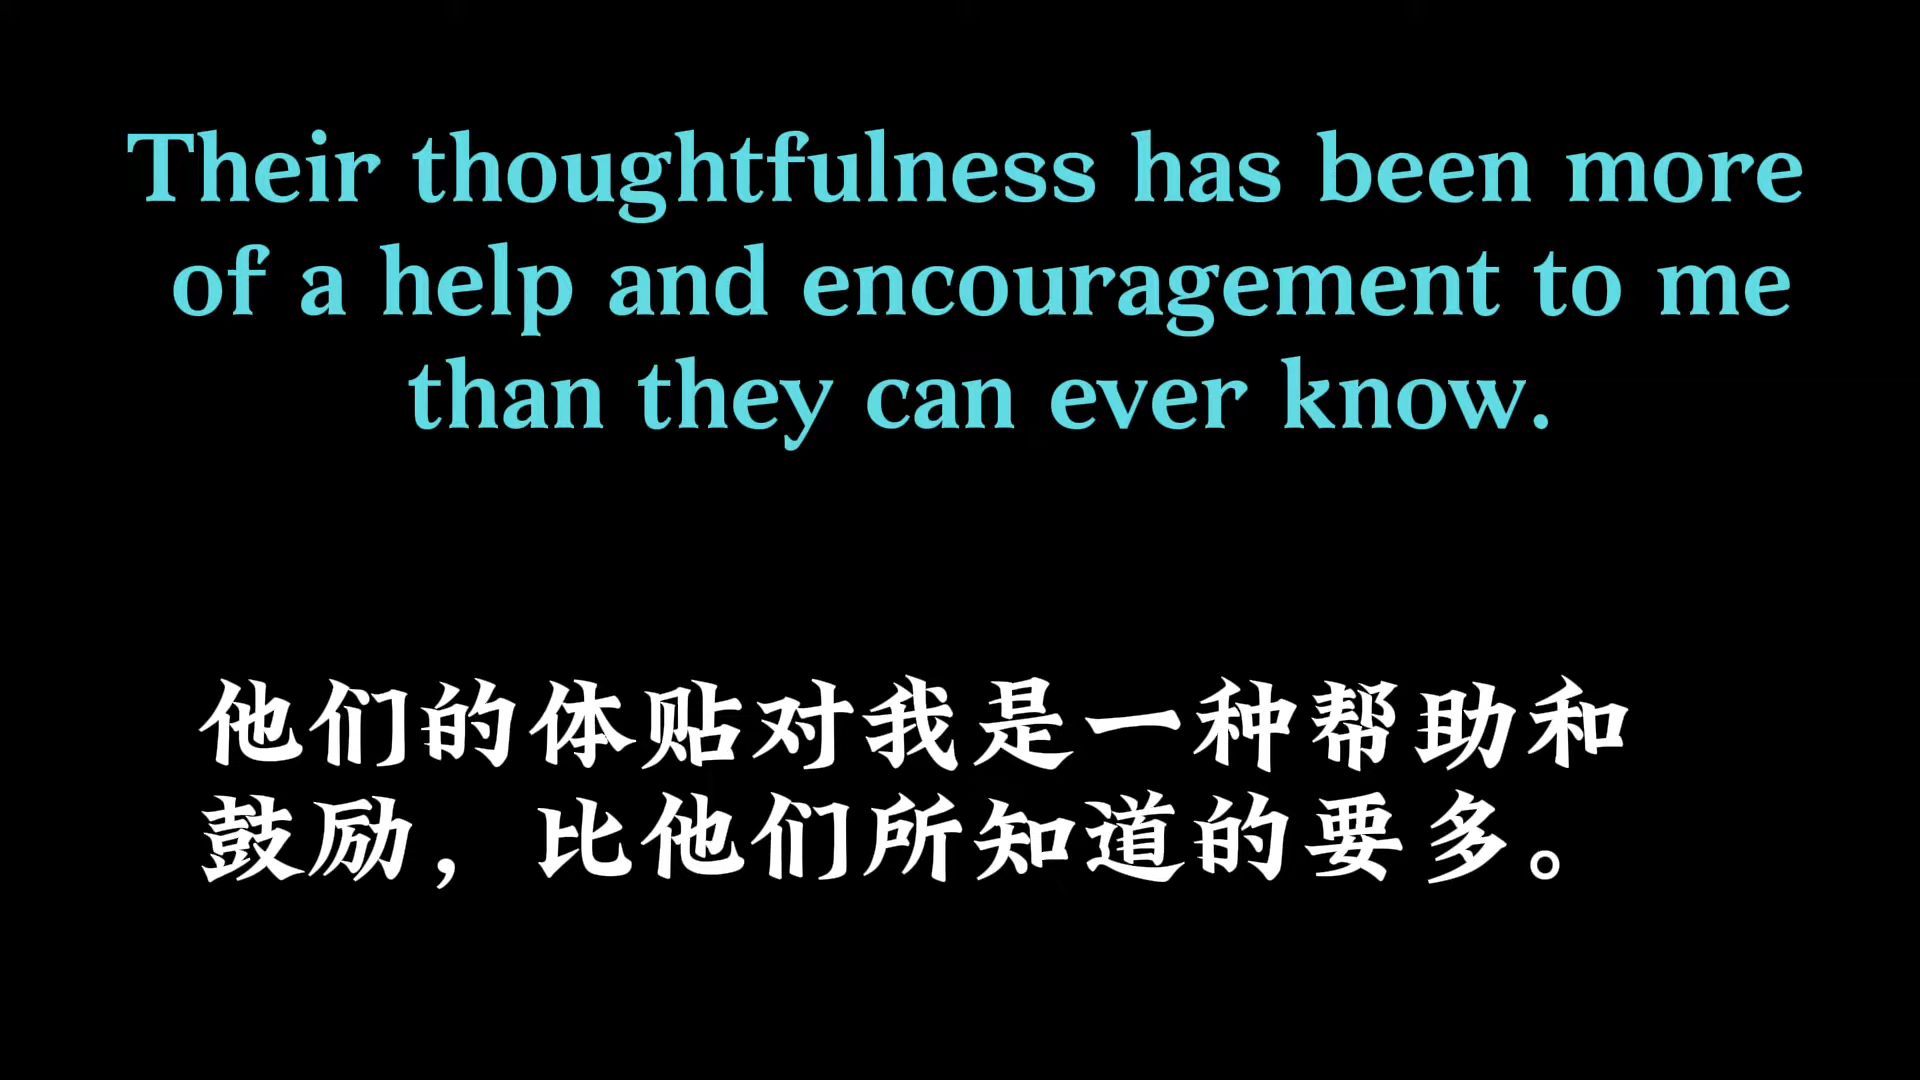 Their thoughtfulness has been more
of a help and encouragement to me
than they can ever know.
他们的体贴对我是一种帮助和
鼓励，比他们所知道的要多。